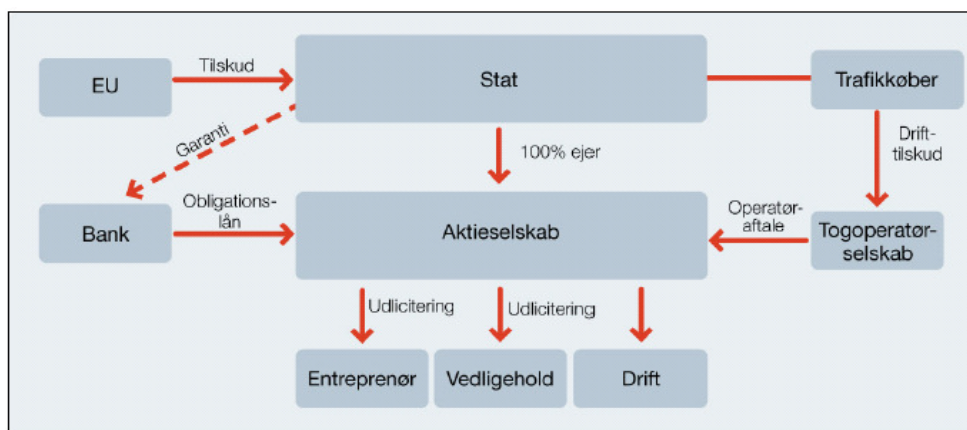 EU
Tilskud
Stat
Trafikkøber
Garanti
100% ejer
Drift-
tilskud
Bank
Obligations-
lån
Aktieselskab
Operatør-
aftale
Togoperatør-
selskab
Udlicitering
Udlicitering
Entreprenør
Vedligehold
Drift